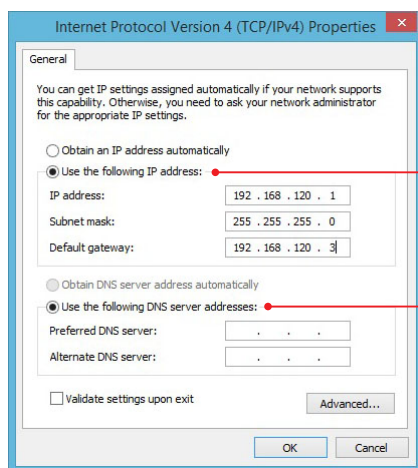 Internet Protocol Version 4 (TCP/IPv4) Properties
General
You can get IP settings assigned automatically if your network supports
this capability. Otherwise, you need to ask your network administrator
for the appropriate IP settings.
Obtain an IP address automatically
Use the following IP address:
IP address: 192 . 168 . 120 . 1
Subnet mask: 255 . 255 . 255 . 0
Default gateway: 192 . 168 . 120 . 3
Obtain DNS server address automatically
Use the following DNS server addresses:
Preferred DNS server: . . .
Alternate DNS server: . . .
Validate settings upon exit
Advanced...
OK Cancel